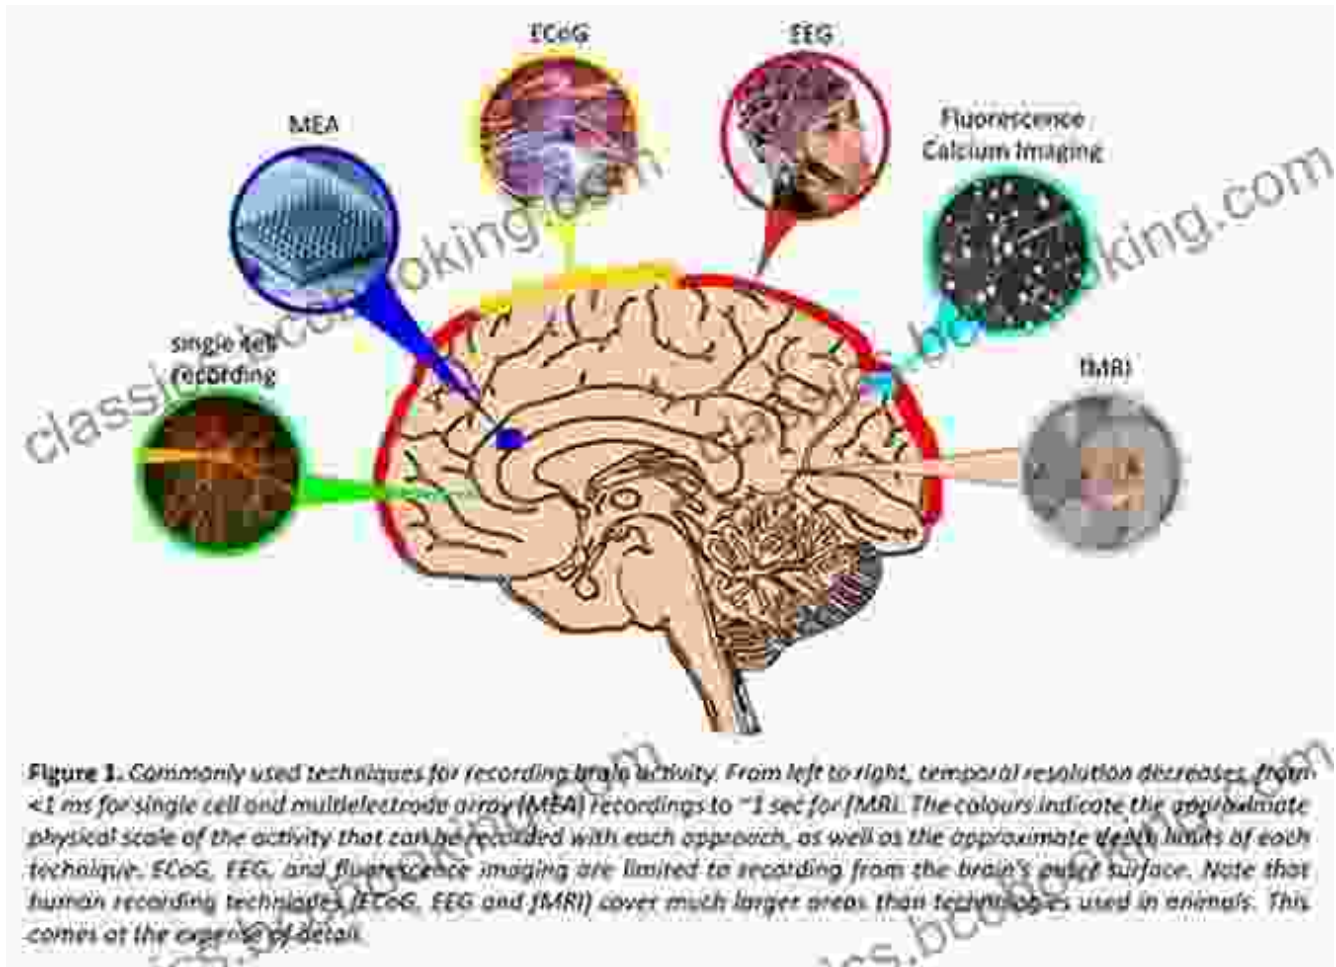 ECoG
EEG
MEA
Fluorescence
Calcium Imaging
single cell
recording
fMRI
Figure 1. Commonly used techniques for recording brain activity. From left to right, temporal resolution decreases, from
<1 ms for single cell and multielectrode array (MEA) recordings to ~1 sec for fMRI. The colours indicate the approximate
physical scale of the activity that can be recorded with each approach, as well as the approximate depth limits of each
technique. ECoG, EEG, and fluorescence imaging are limited to recording from the brain's outer surface. Note that
human recording techniques (ECoG, EEG and fMRI) cover much larger areas than technologies used in animals. This
comes at the expense of detail.